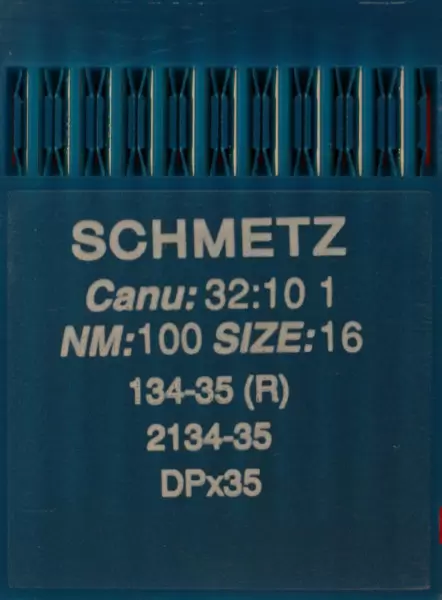 SCHMETZ
Canu: 32:10 1
NM:100 SIZE:16
134-35 (R)
2134-35
DPx35